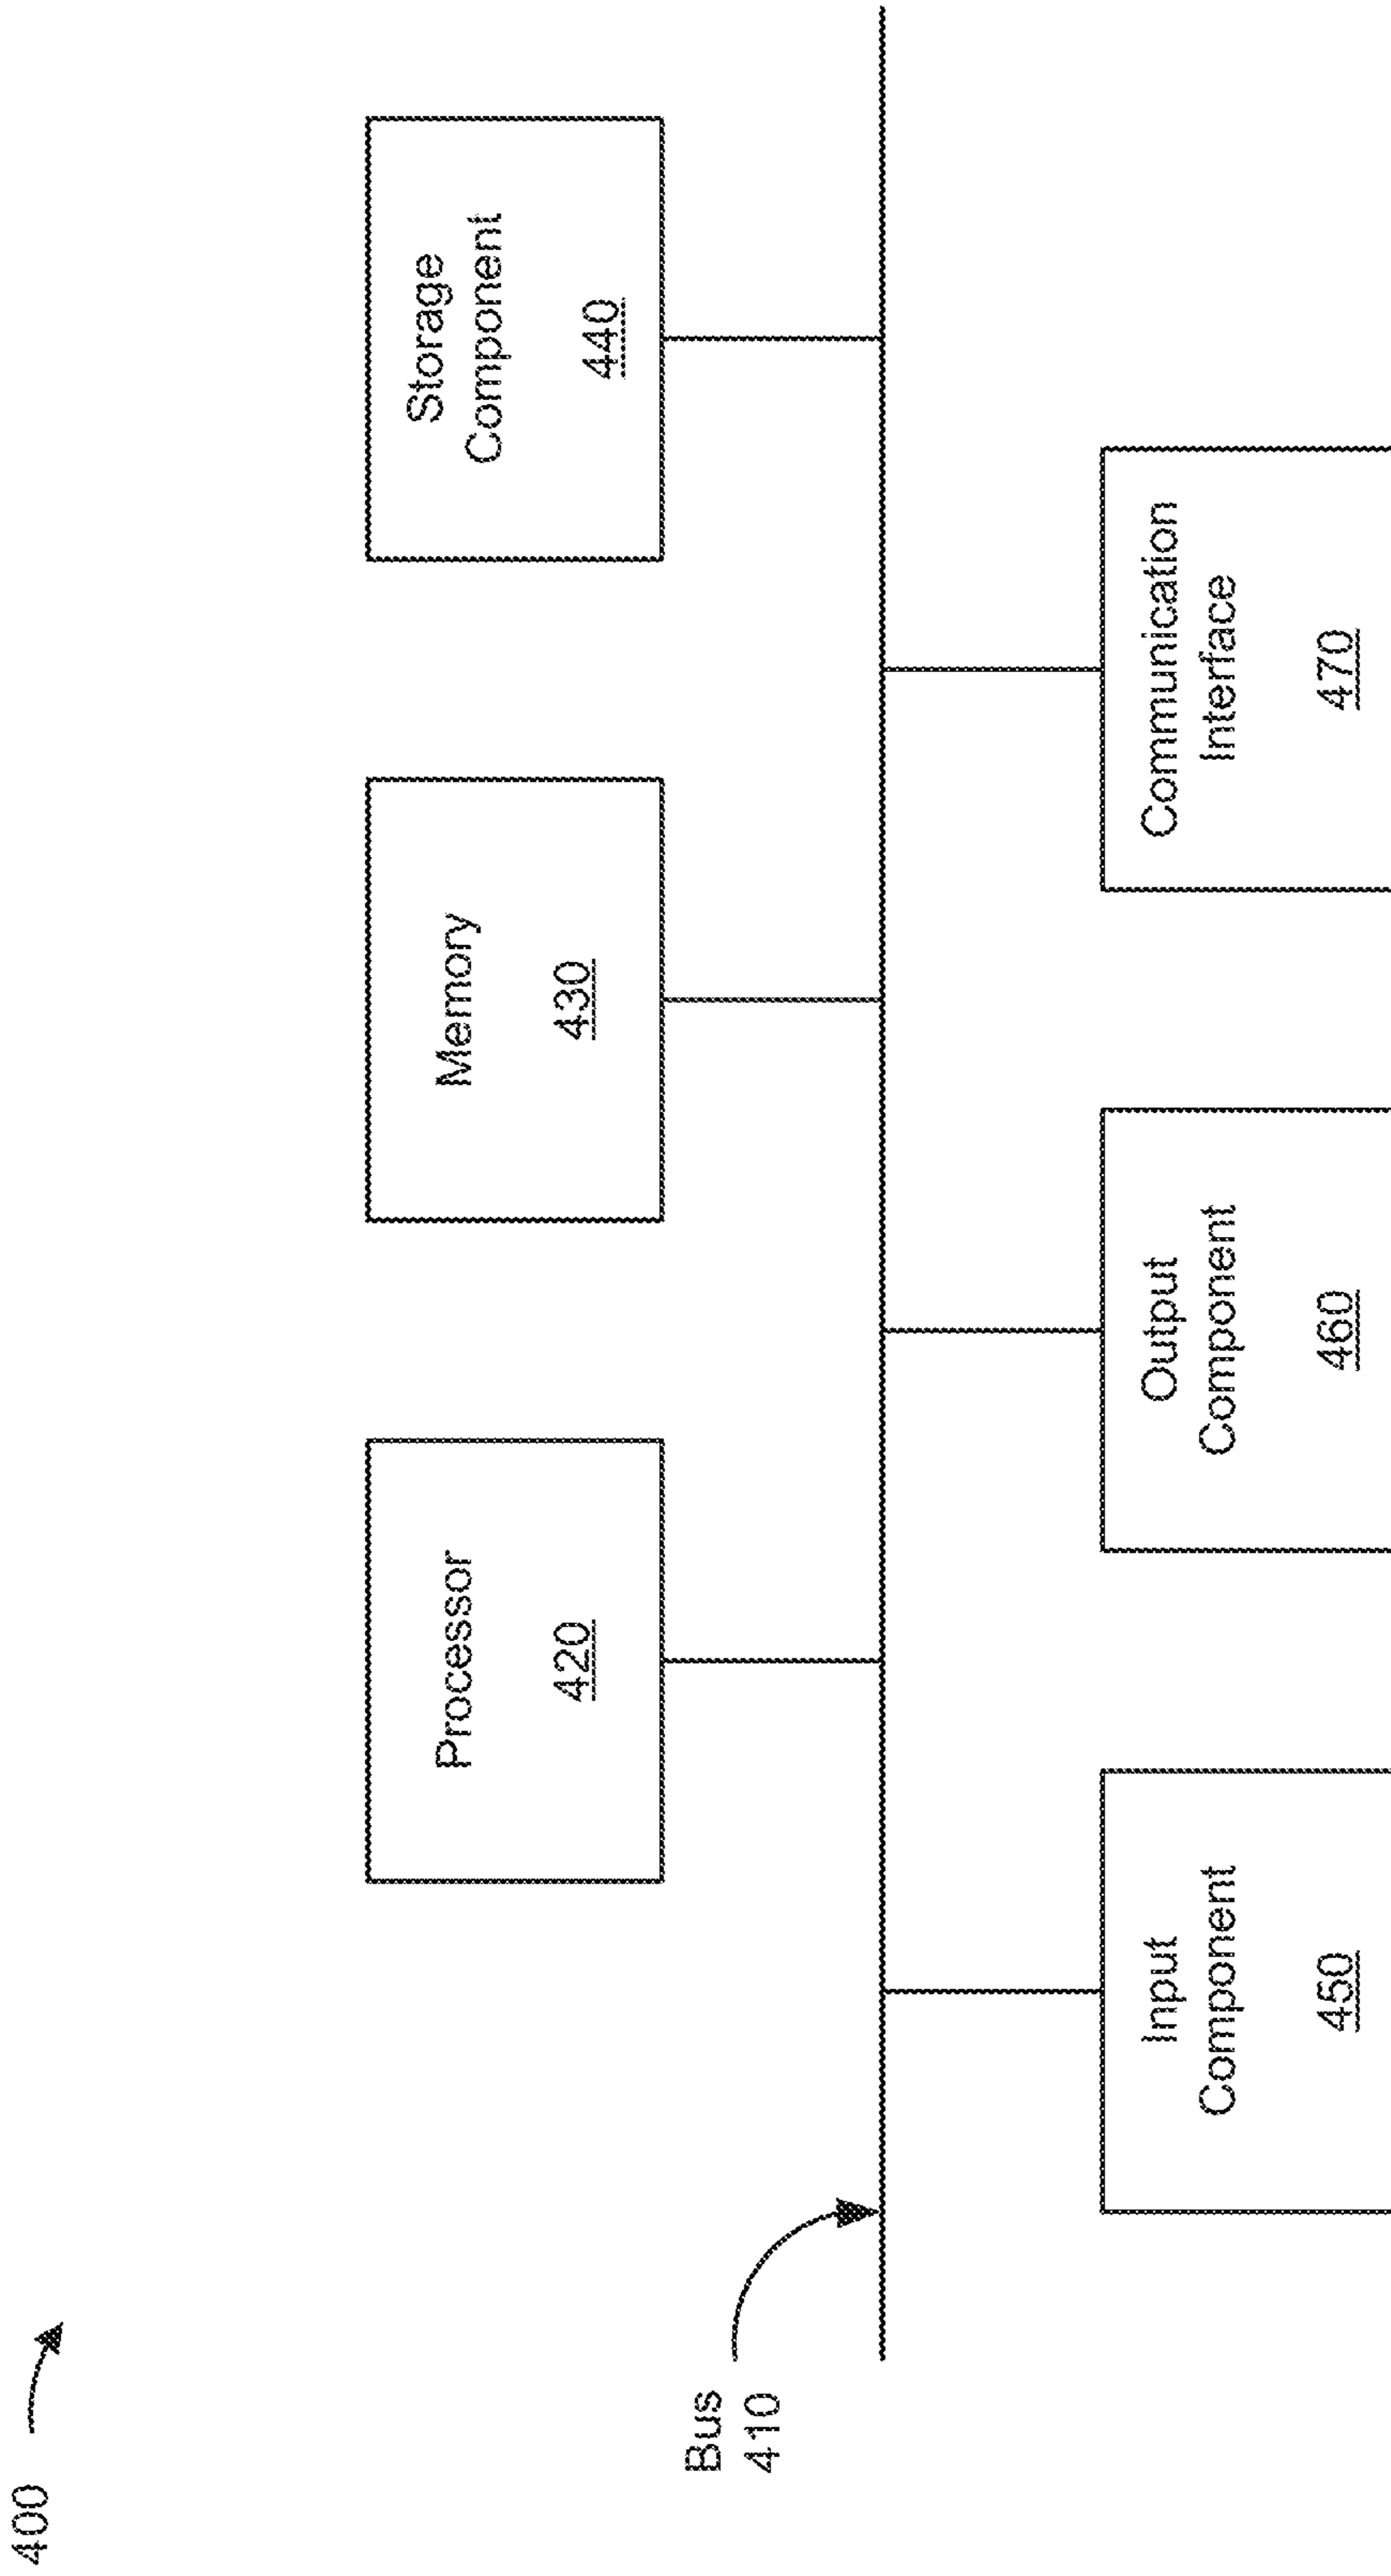 400
Bus
410
Processor
420
Memory
430
Storage
Component
440
Input
Component
450
Output
Component
460
Communication
Interface
470